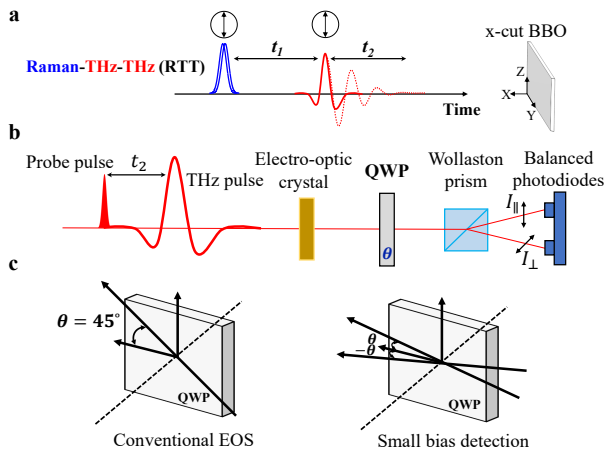 a
Raman-THz-THz (RTT)
t₁
t₂
Time
x-cut BBO
Z
X
Y
b
Probe pulse
t₂
THz pulse
Electro-optic
crystal
QWP
θ
Wollaston
prism
Balanced
photodiodes
I∥
I⊥
c
θ = 45°
QWP
Conventional EOS
θ
−θ
QWP
Small bias detection